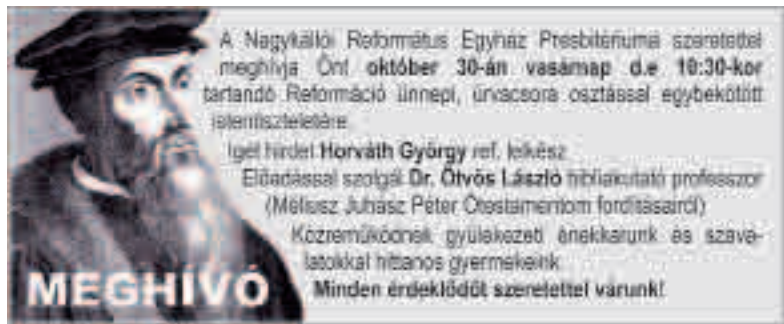 A Nagykállói Református Egyház Presbitériuma szeretettel
meghívja Önt október 30-án vasárnap d.e 10:30-kor
tartandó Reformáció ünnepi, úrvacsora osztással egybekötött
istentiszteletére.
Igét hirdet Horváth György ref. lelkész
Előadással szolgál Dr. Ötvös László bibliakutató professzor
(Méliusz Juhász Péter Ótestamentom fordításairól)
Közreműködnek gyülekezeti énekkarunk és szava-
latokkal hittanos gyermekeink.
Minden érdeklődőt szeretettel várunk!
MEGHÍVÓ